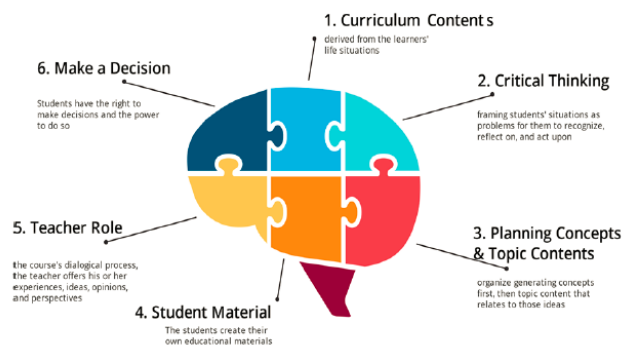 1. Curriculum Contents
derived from the learners'
life situations
2. Critical Thinking
framing students' situations as
problems for them to recognize,
reflect on, and act upon
3. Planning Concepts
& Topic Contents
organize generating concepts
first, then topic content that
relates to those ideas
4. Student Material
The students create their
own educational materials
5. Teacher Role
the course's dialogical process,
the teacher offers his or her
experiences, ideas, opinions,
and perspectives
6. Make a Decision
Students have the right to
make decisions and the power
to do so